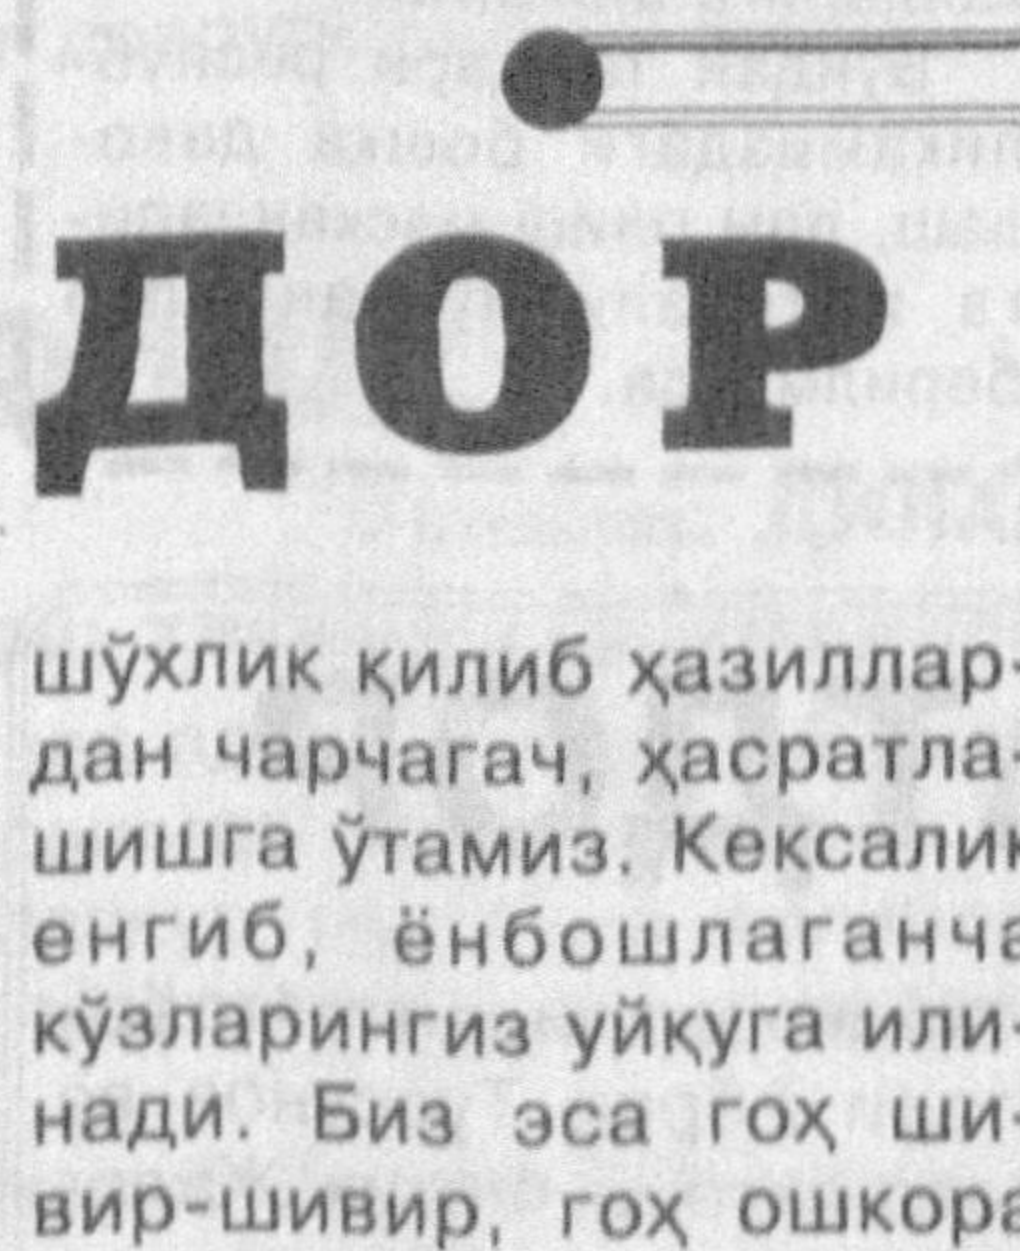 ДОР
шўхлик қилиб ҳазиллар-
дан чарчагач, ҳасратла-
шишга ўтамиз. Кексалик
енгиб, ёнбошлаганча
кўзларингиз уйқуга или-
нади. Биз эса гоҳ ши-
вир-шивир, гоҳ ошкора